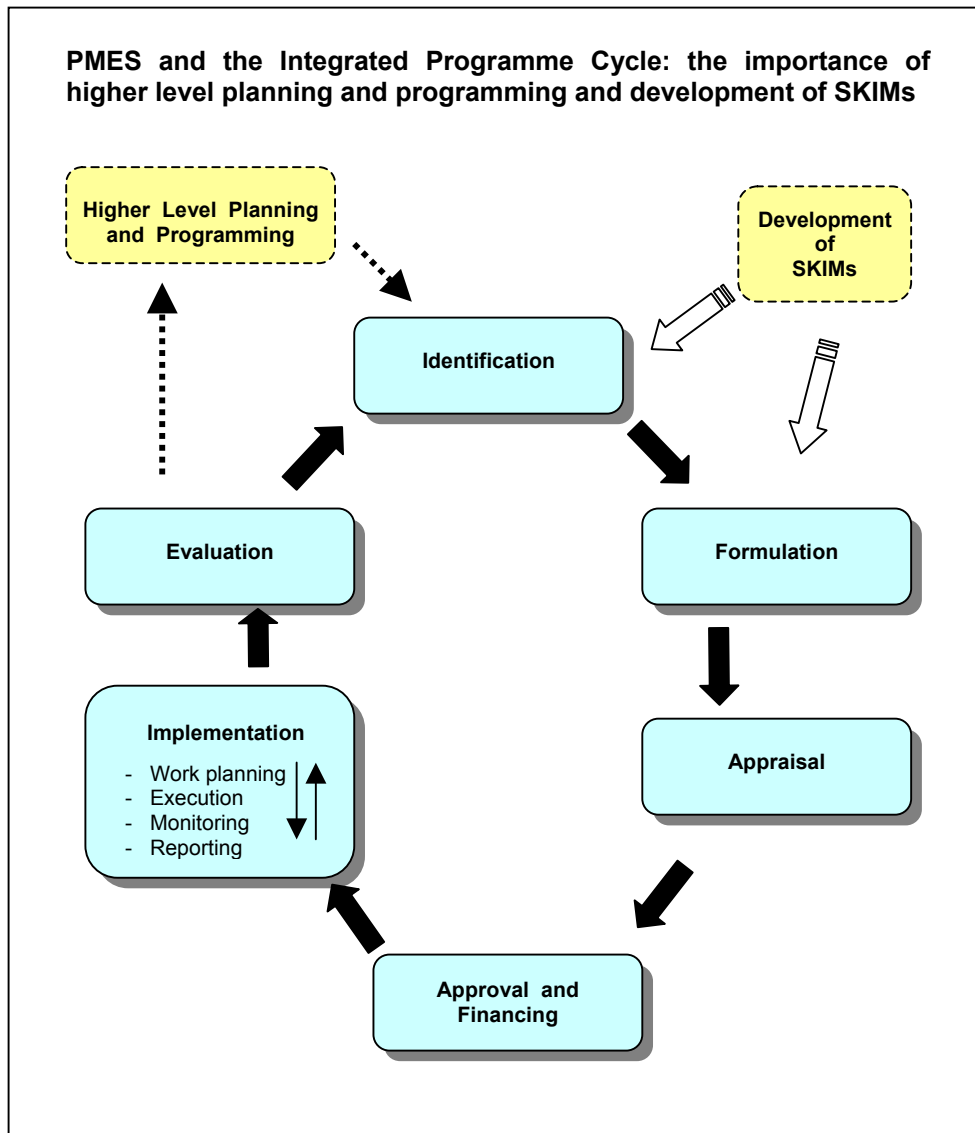 PMES and the Integrated Programme Cycle: the importance of
higher level planning and programming and development of SKIMs
Higher Level Planning
and Programming
Development
of
SKIMs
Identification
Evaluation
Formulation
Implementation
- Work planning
- Execution
- Monitoring
- Reporting
Appraisal
Approval and
Financing